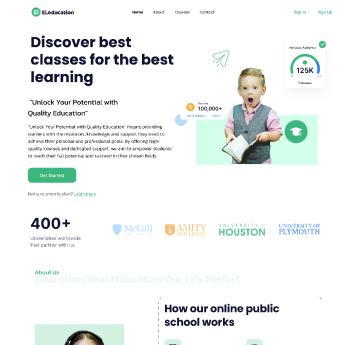 Ei.education
Home About Courses Contact
Sign In Sign Up
Discover best
classes for the best
learning
"Unlock Your Potential with
Quality Education"
"Unlock Your Potential with Quality Education" means providing
learners with the resources, knowledge, and support they need to
achieve their personal and professional goals. By offering high-
quality courses and dedicated support, we aim to empower students
to reach their full potential and succeed in their chosen fields.
Get Started
Not sure where to start? Learn more
125K
Followers
100,000+
400+
Universities worldwide
that partner with us
McGill
AMITY
UNIVERSITY
UNIVERSITY of
HOUSTON
UNIVERSITY OF
PLYMOUTH
About Us
Education That Make More Our Life Perfect
How our online public
school works